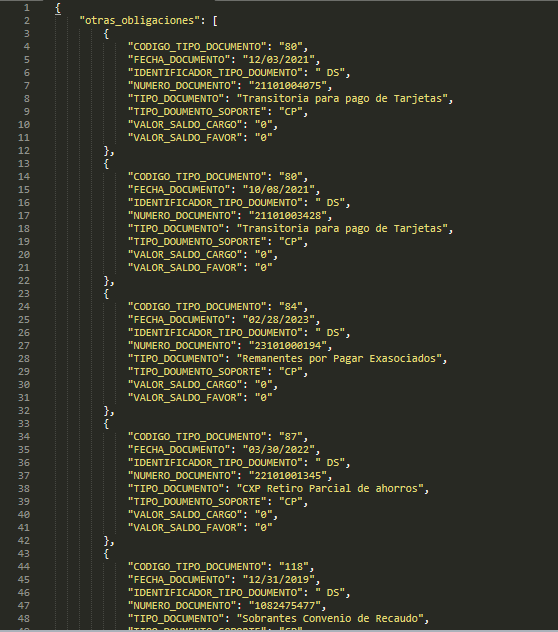 1 {
2 "otras_obligaciones": [
3 {
4 "CODIGO_TIPO_DOCUMENTO": "80",
5 "FECHA_DOCUMENTO": "12/03/2021",
6 "IDENTIFICADOR_TIPO_DOUMENTO": " DS",
7 "NUMERO_DOCUMENTO": "21101004075",
8 "TIPO_DOCUMENTO": "Transitoria para pago de Tarjetas",
9 "TIPO_DOUMENTO_SOPORTE": "CP",
10 "VALOR_SALDO_CARGO": "0",
11 "VALOR_SALDO_FAVOR": "0"
12 },
13 {
14 "CODIGO_TIPO_DOCUMENTO": "80",
15 "FECHA_DOCUMENTO": "10/08/2021",
16 "IDENTIFICADOR_TIPO_DOUMENTO": " DS",
17 "NUMERO_DOCUMENTO": "21101003428",
18 "TIPO_DOCUMENTO": "Transitoria para pago de Tarjetas",
19 "TIPO_DOUMENTO_SOPORTE": "CP",
20 "VALOR_SALDO_CARGO": "0",
21 "VALOR_SALDO_FAVOR": "0"
22 },
23 {
24 "CODIGO_TIPO_DOCUMENTO": "84",
25 "FECHA_DOCUMENTO": "02/28/2023",
26 "IDENTIFICADOR_TIPO_DOUMENTO": " DS",
27 "NUMERO_DOCUMENTO": "23101000194",
28 "TIPO_DOCUMENTO": "Remanentes por Pagar Exasociados",
29 "TIPO_DOUMENTO_SOPORTE": "CP",
30 "VALOR_SALDO_CARGO": "0",
31 "VALOR_SALDO_FAVOR": "0"
32 },
33 {
34 "CODIGO_TIPO_DOCUMENTO": "87",
35 "FECHA_DOCUMENTO": "03/30/2022",
36 "IDENTIFICADOR_TIPO_DOUMENTO": " DS",
37 "NUMERO_DOCUMENTO": "22101001345",
38 "TIPO_DOCUMENTO": "CXP Retiro Parcial de ahorros",
39 "TIPO_DOUMENTO_SOPORTE": "CP",
40 "VALOR_SALDO_CARGO": "0",
41 "VALOR_SALDO_FAVOR": "0"
42 },
43 {
44 "CODIGO_TIPO_DOCUMENTO": "118",
45 "FECHA_DOCUMENTO": "12/31/2019",
46 "IDENTIFICADOR_TIPO_DOUMENTO": " DS",
47 "NUMERO_DOCUMENTO": "1082475477",
48 "TIPO_DOCUMENTO": "Sobrantes Convenio de Recaudo",